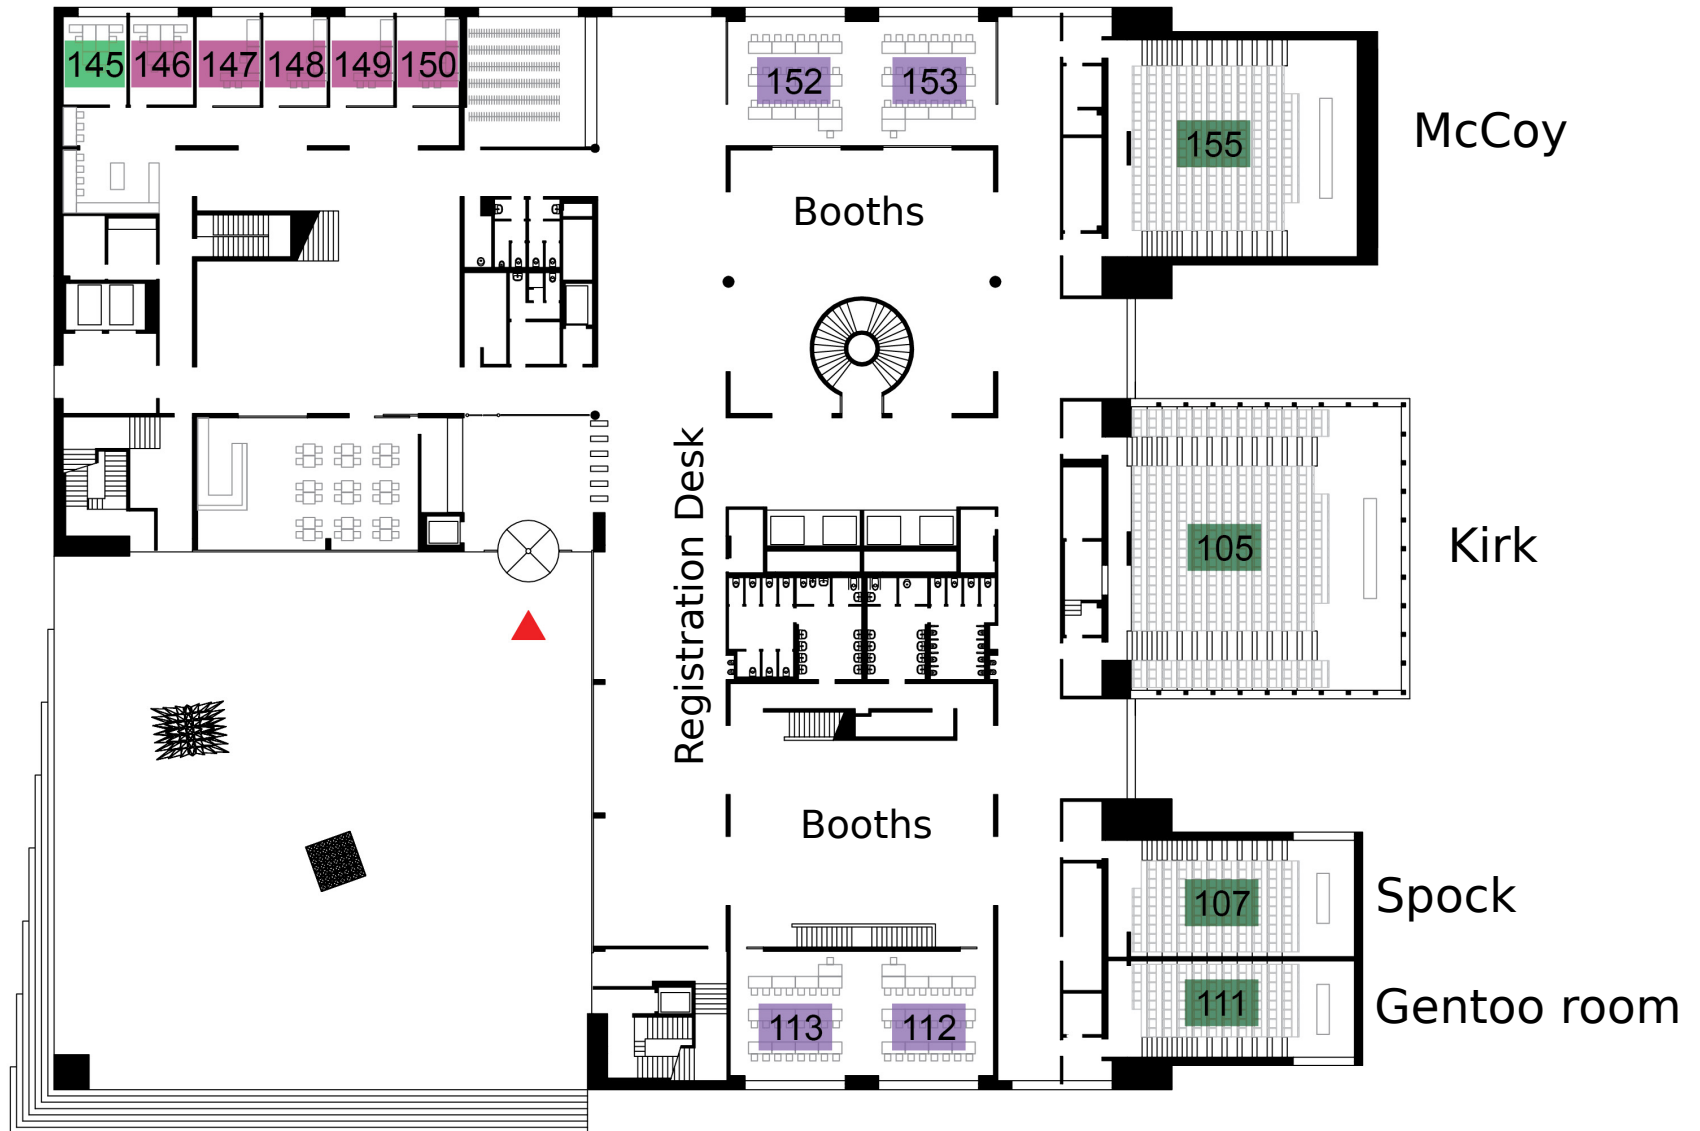 145 146 147 148 149 150
152 153
155
McCoy
Booths
Registration Desk
105
Kirk
Booths
107
Spock
111
Gentoo room
113 112